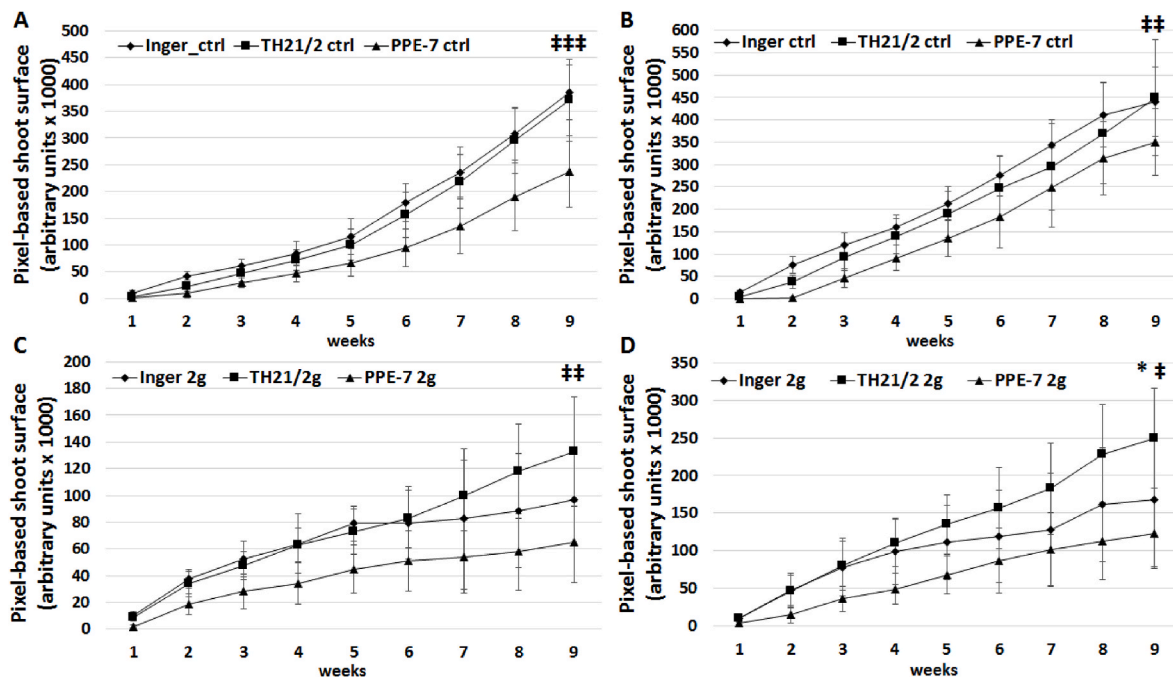 A
Pixel-based shoot surface
(arbitrary units x 1000)
500
450
400
350
300
250
200
150
100
50
0
Inger_ctrl TH21/2 ctrl PPE-7 ctrl
‡‡‡
1 2 3 4 5 6 7 8 9
weeks
B
Pixel-based shoot surface
(arbitrary units x 1000)
600
550
500
450
400
350
300
250
200
150
100
50
0
Inger ctrl TH21/2 ctrl PPE-7 ctrl
‡‡
1 2 3 4 5 6 7 8 9
weeks
C
Pixel-based shoot surface
(arbitrary units x 1000)
200
180
160
140
120
100
80
60
40
20
0
Inger 2g TH21/2g PPE-7 2g
‡‡
1 2 3 4 5 6 7 8 9
weeks
D
Pixel-based shoot surface
(arbitrary units x 1000)
350
300
250
200
150
100
50
0
Inger 2g TH21/2 2g PPE-7 2g
* ‡
1 2 3 4 5 6 7 8 9
weeks